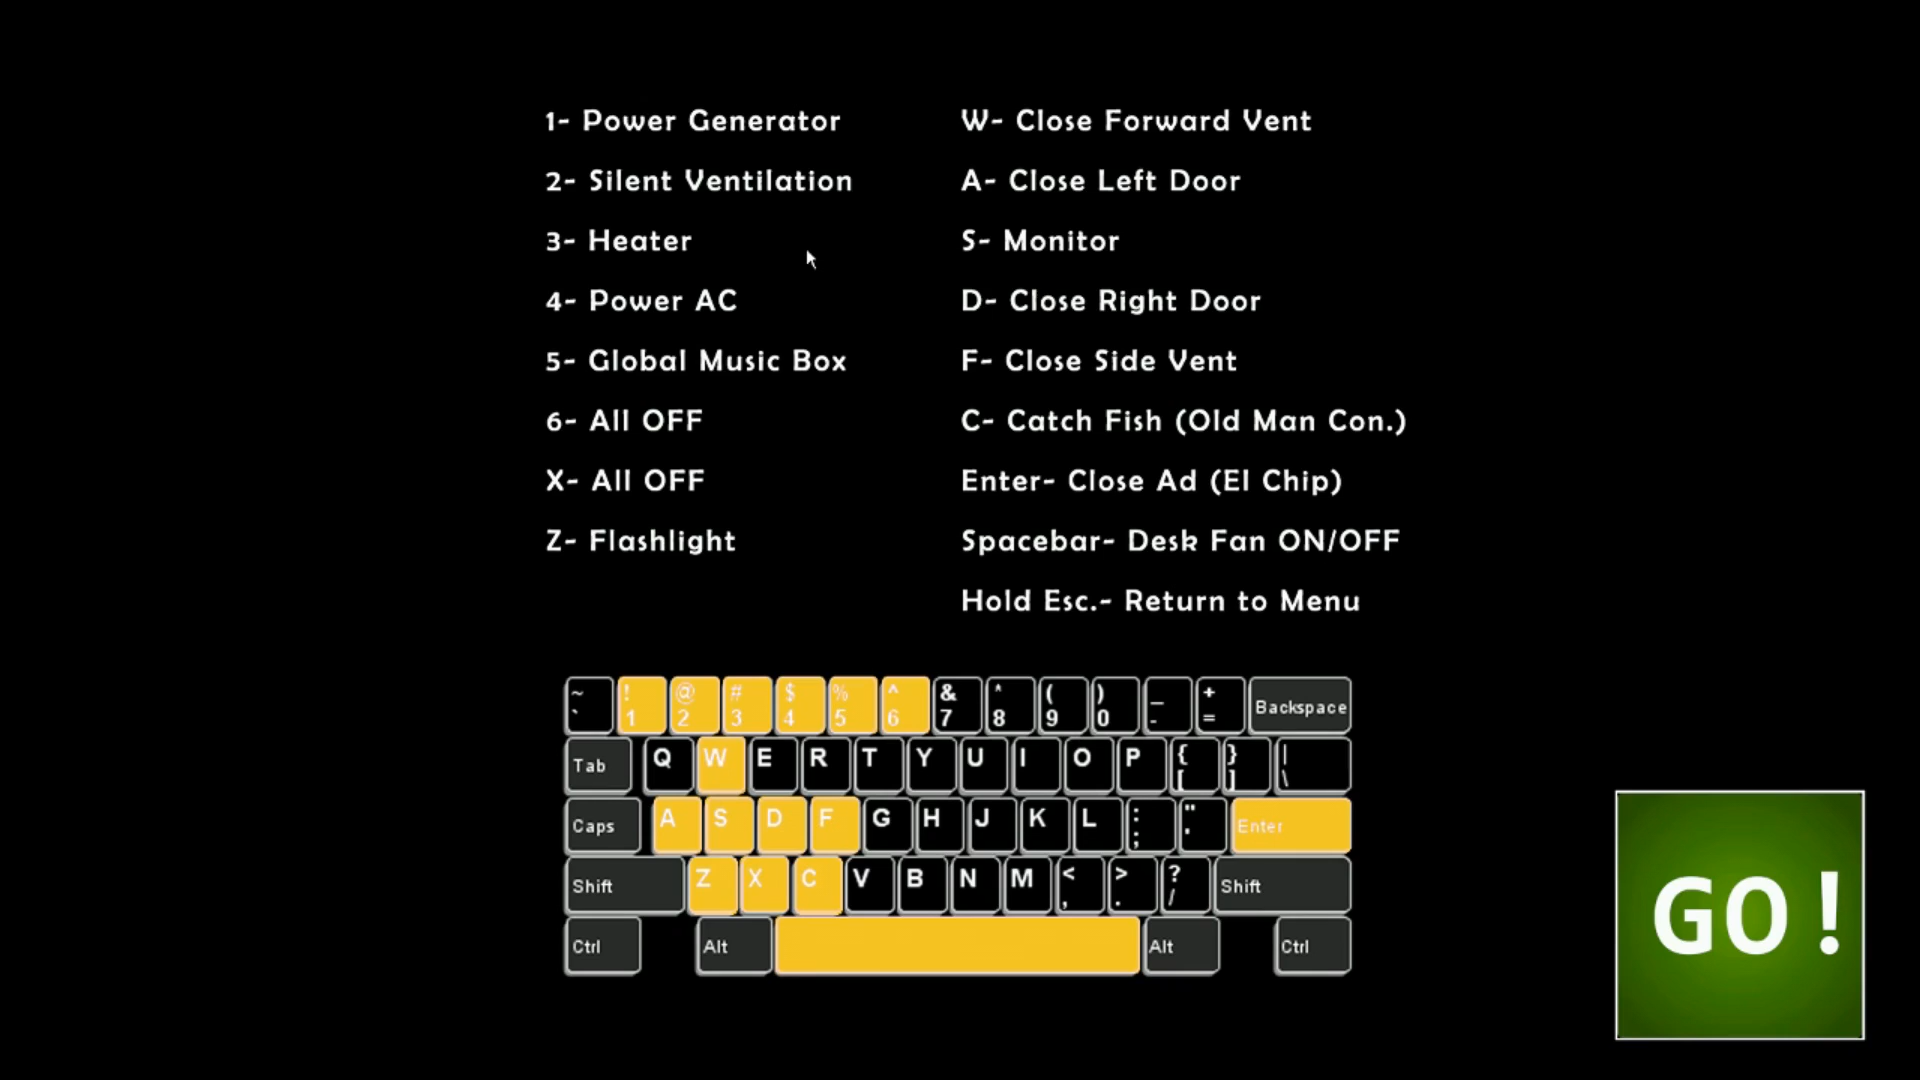 1- Power Generator
2- Silent Ventilation
3- Heater
4- Power AC
5- Global Music Box
6- All OFF
X- All OFF
Z- Flashlight
W- Close Forward Vent
A- Close Left Door
S- Monitor
D- Close Right Door
F- Close Side Vent
C- Catch Fish (Old Man Con.)
Enter- Close Ad (El Chip)
Spacebar- Desk Fan ON/OFF
Hold Esc.- Return to Menu
~ ! @ # $ % ^ & * ( ) _ +
` 1 2 3 4 5 6 7 8 9 0 - = Backspace
Tab Q W E R T Y U I O P { } |
[ ] \
Caps A S D F G H J K L : " Enter
; '
Shift Z X C V B N M < > ? Shift
, . /
Ctrl Alt Alt Ctrl
GO!